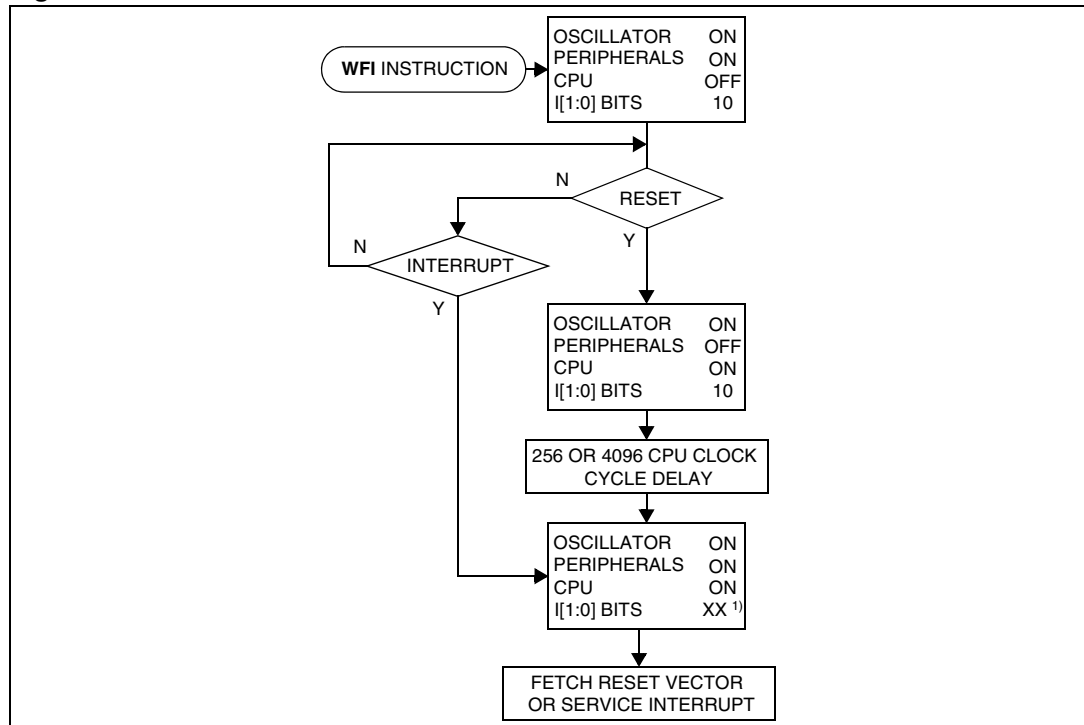 WFI INSTRUCTION
OSCILLATOR ON
PERIPHERALS ON
CPU OFF
I[1:0] BITS 10
N
RESET
Y
N
INTERRUPT
Y
OSCILLATOR ON
PERIPHERALS OFF
CPU ON
I[1:0] BITS 10
256 OR 4096 CPU CLOCK
CYCLE DELAY
OSCILLATOR ON
PERIPHERALS ON
CPU ON
I[1:0] BITS XX 1)
FETCH RESET VECTOR
OR SERVICE INTERRUPT